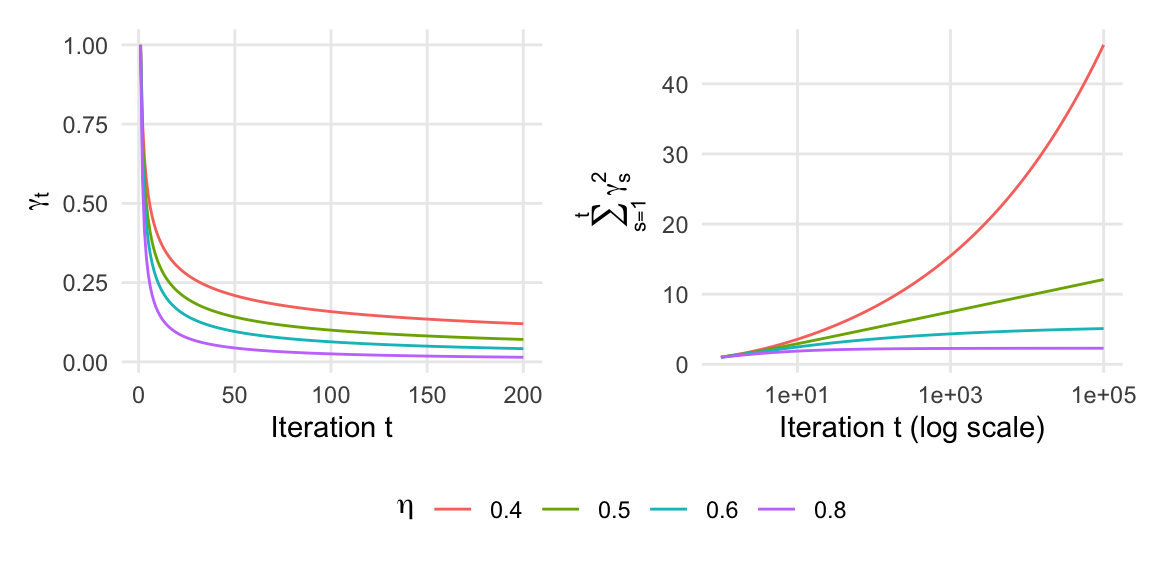 1.00
0.75
0.50
0.25
0.00
γt
0 50 100 150 200
Iteration t
40
30
20
10
0
t
∑ γs2
s=1
1e+01 1e+03 1e+05
Iteration t (log scale)
η 0.4 0.5 0.6 0.8